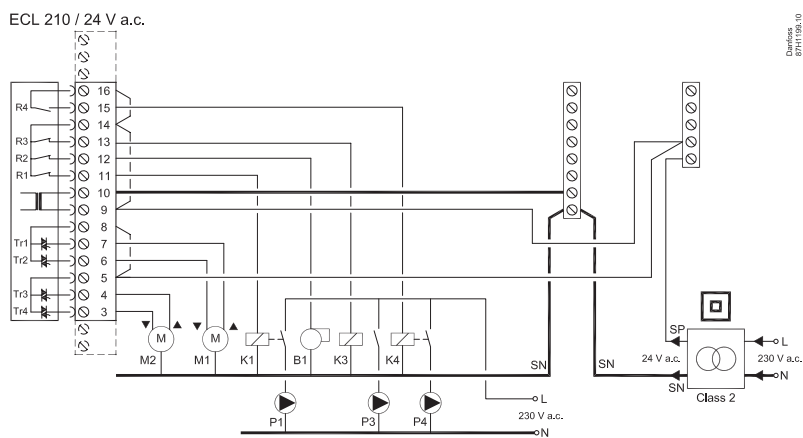 ECL 210 / 24 V a.c.
Danfoss
87H1199.10
16
R4 15
14
R3 13
R2 12
R1 11
10
9
8
Tr1 7
Tr2 6
5
Tr3 4
Tr4 3
M M
M2 M1 K1 B1 K3 K4
SN SN
SP
24 V a.c.
SN
L
230 V a.c.
N
Class 2
P1 P3 P4
L
230 V a.c.
N